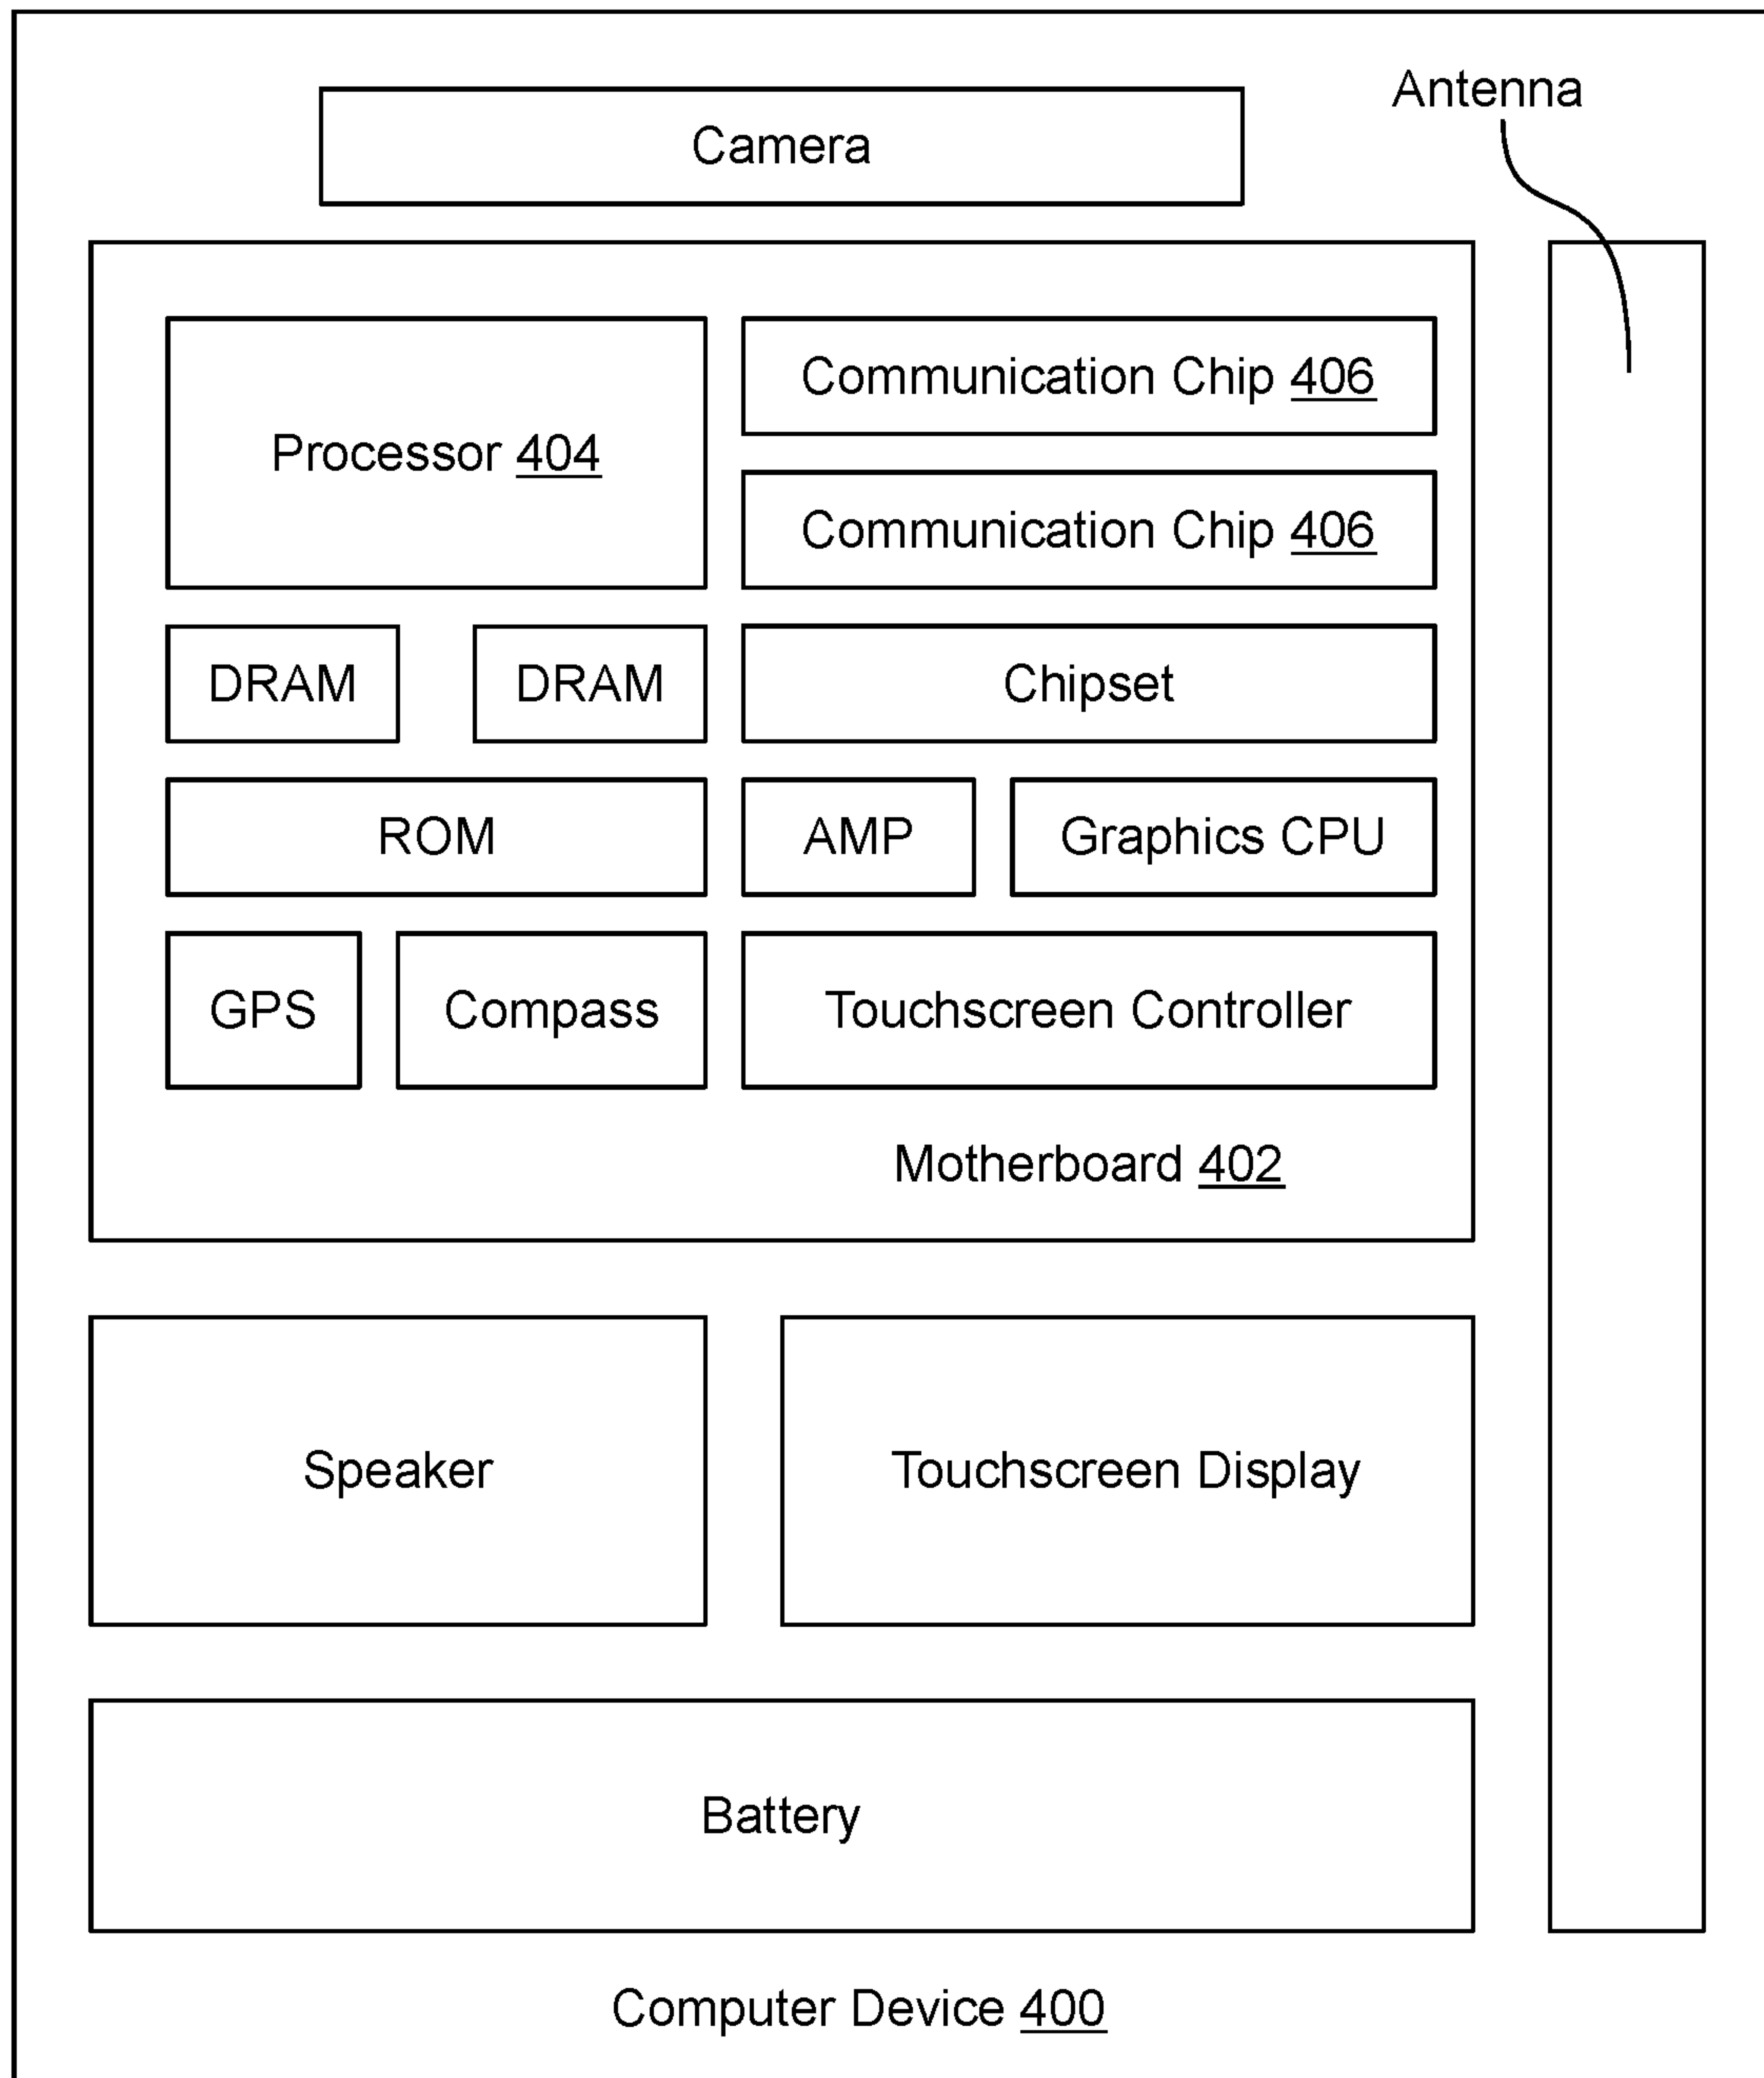 Antenna
Camera
Processor 404
Communication Chip 406
Communication Chip 406
DRAM
DRAM
Chipset
ROM
AMP
Graphics CPU
GPS
Compass
Touchscreen Controller
Motherboard 402
Speaker
Touchscreen Display
Battery
Computer Device 400